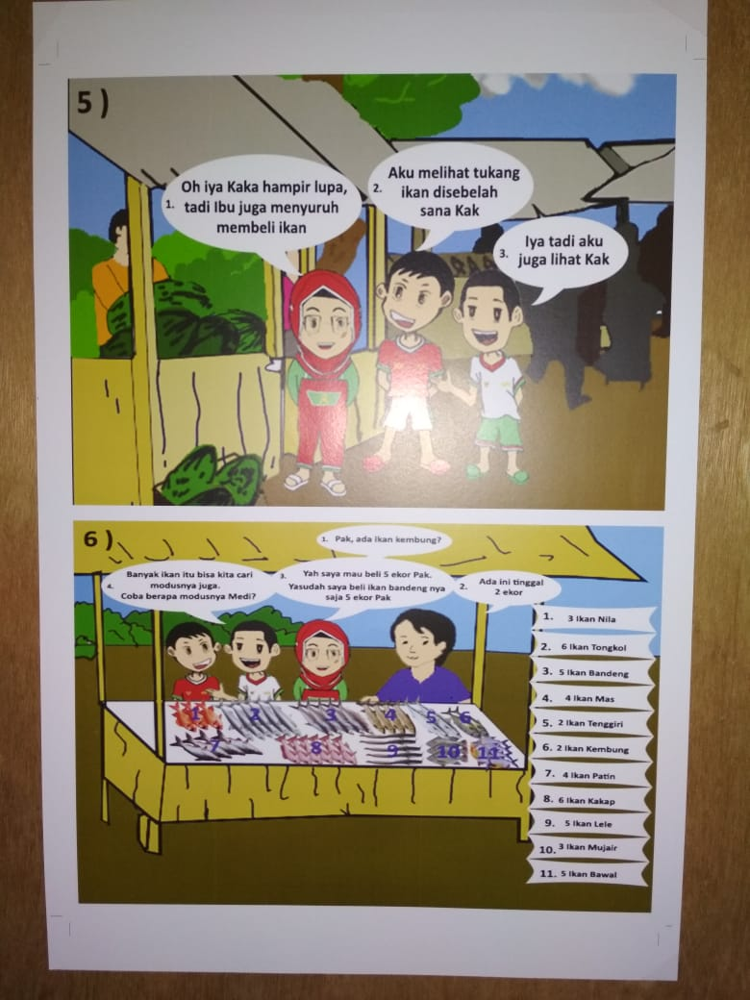 5 )
1. Oh iya Kaka hampir lupa,
tadi Ibu juga menyuruh
membeli ikan
2. Aku melihat tukang
ikan disebelah
sana Kak
3. Iya tadi aku
juga lihat Kak
6 )
1. Pak, ada ikan kembung?
2. Ada ini tinggal
2 ekor
3. Yah saya mau beli 5 ekor Pak.
Yasudah saya beli ikan bandeng nya
saja 5 ekor Pak
4. Banyak ikan itu bisa kita cari
modusnya juga.
Coba berapa modusnya Medi?
1 2 3 4 5 6
7 8 9 10 11
1. 3 Ikan Nila
2. 6 Ikan Tongkol
3. 5 Ikan Bandeng
4. 4 Ikan Mas
5. 2 Ikan Tenggiri
6. 2 Ikan Kembung
7. 4 Ikan Patin
8. 6 Ikan Kakap
9. 5 Ikan Lele
10. 3 Ikan Mujair
11. 5 Ikan Bawal